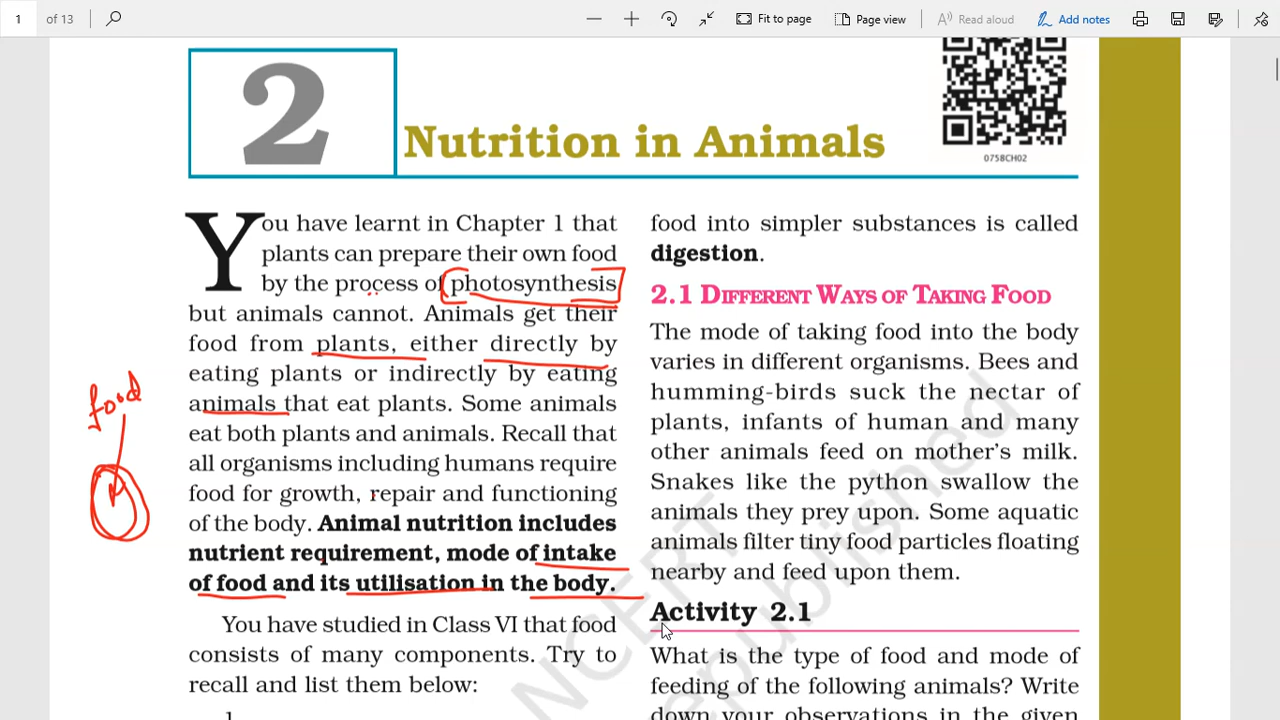 1 of 13
Fit to page
Page view
Read aloud
Add notes
2
Nutrition in Animals
0758CH02
You have learnt in Chapter 1 that
plants can prepare their own food
by the process of photosynthesis
but animals cannot. Animals get their
food from plants, either directly by
eating plants or indirectly by eating
animals that eat plants. Some animals
eat both plants and animals. Recall that
all organisms including humans require
food for growth, repair and functioning
of the body. Animal nutrition includes
nutrient requirement, mode of intake
of food and its utilisation in the body.
You have studied in Class VI that food
consists of many components. Try to
recall and list them below:
food
food into simpler substances is called
digestion.
2.1 DIFFERENT WAYS OF TAKING FOOD
The mode of taking food into the body
varies in different organisms. Bees and
humming-birds suck the nectar of
plants, infants of human and many
other animals feed on mother's milk.
Snakes like the python swallow the
animals they prey upon. Some aquatic
animals filter tiny food particles floating
nearby and feed upon them.
Activity 2.1
What is the type of food and mode of
feeding of the following animals? Write
down your observations in the given
NCERT
republished